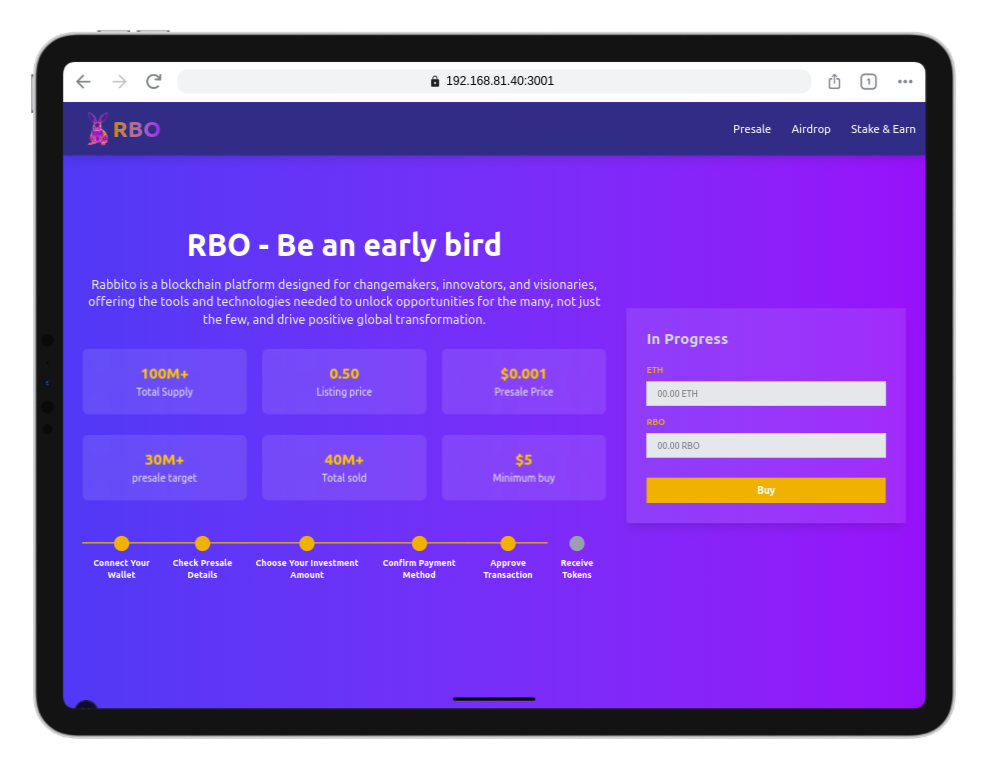 192.168.81.40:3001
1
RBO
Presale
Airdrop
Stake & Earn
RBO - Be an early bird
Rabbito is a blockchain platform designed for changemakers, innovators, and visionaries,
offering the tools and technologies needed to unlock opportunities for the many, not just
the few, and drive positive global transformation.
100M+
Total Supply
0.50
Listing price
$0.001
Presale Price
30M+
presale target
40M+
Total sold
$5
Minimum buy
Connect Your
Wallet
Check Presale
Details
Choose Your Investment
Amount
Confirm Payment
Method
Approve
Transaction
Receive
Tokens
In Progress
ETH
00.00 ETH
RBO
00.00 RBO
Buy